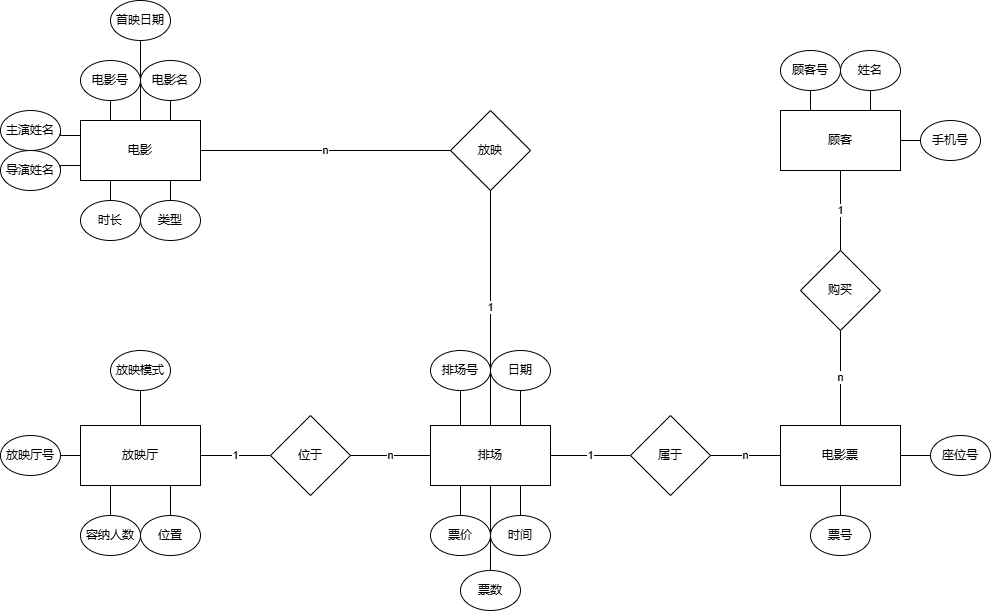 首映日期
电影号
电影名
主演姓名
导演姓名
电影
时长
类型
n
放映
1
顾客号
姓名
顾客
手机号
1
购买
n
放映模式
放映厅号
放映厅
容纳人数
位置
1
位于
n
排场号
日期
排场
票价
时间
票数
1
属于
n
电影票
座位号
票号